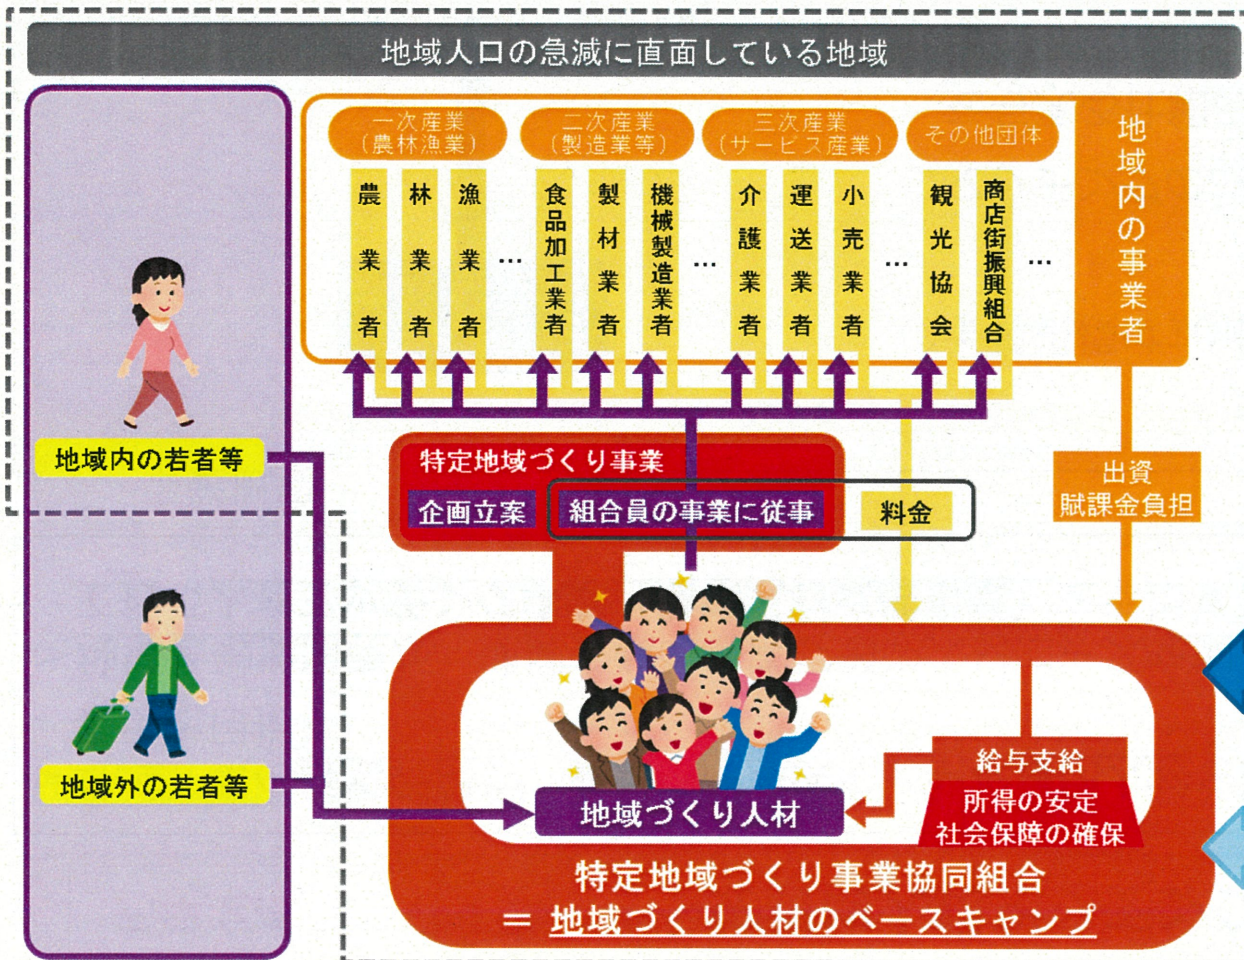 地域人口の急減に直面している地域
一次産業
(農林漁業)
二次産業
(製造業等)
三次産業
(サービス産業)
その他団体
地域内の事業者
農業者
林業者
漁業者
…
食品加工業者
製材業者
機械製造業者
…
介護業者
運送業者
小売業者
…
観光協会
商店街振興組合
…
地域内の若者等
特定地域づくり事業
企画立案
組合員の事業に従事
料金
出資
賦課金負担
地域外の若者等
給与支給
所得の安定
社会保障の確保
地域づくり人材
特定地域づくり事業協同組合
= 地域づくり人材のベースキャンプ